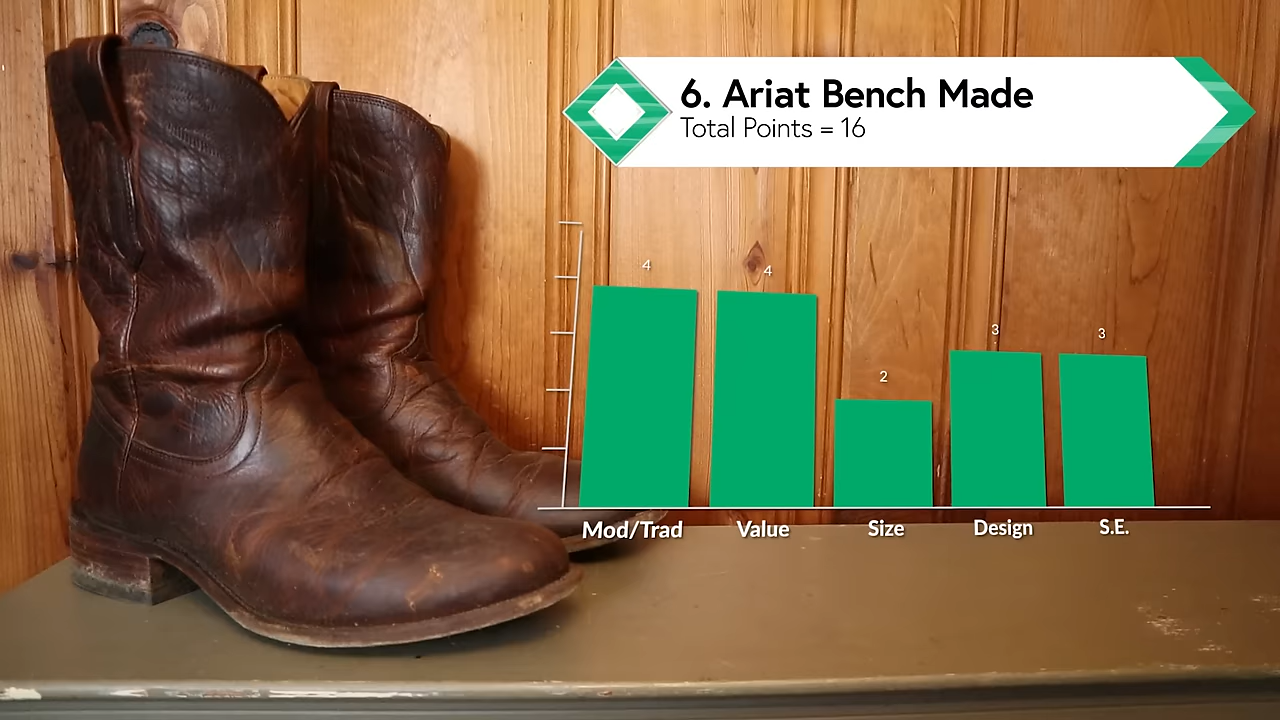 6. Ariat Bench Made
Total Points = 16
4
4
2
3
3
Mod/Trad
Value
Size
Design
S.E.